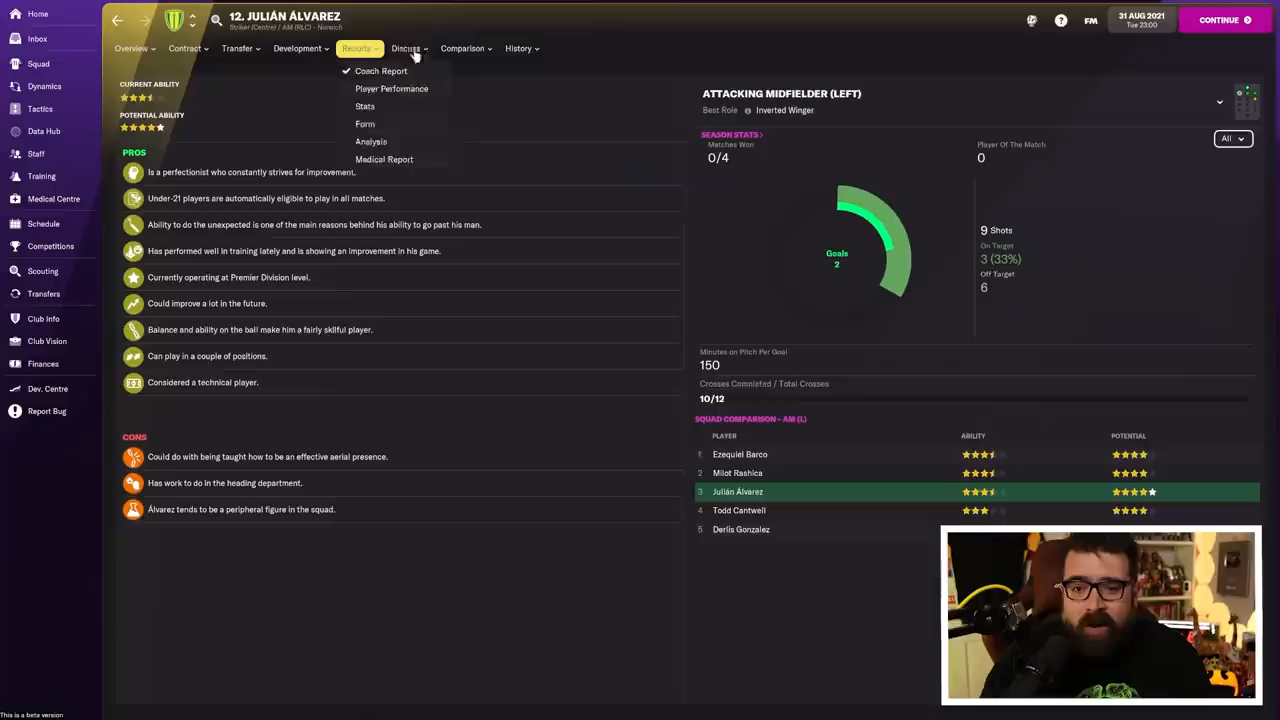 Home
Inbox
Squad
Dynamics
Tactics
Data Hub
Staff
Training
Medical Centre
Schedule
Competitions
Scouting
Transfers
Club Info
Club Vision
Finances
Dev. Centre
Report Bug
This is a beta version
12. JULIÁN ÁLVAREZ
Striker (Centre) / AM (RLC) - Norwich
FM
31 AUG 2021
Tue 23:00
CONTINUE
Overview
Contract
Transfer
Development
Reports
Discuss
Comparison
History
Coach Report
Player Performance
Stats
Form
Analysis
Medical Report
CURRENT ABILITY
POTENTIAL ABILITY
PROS
Is a perfectionist who constantly strives for improvement.
Under-21 players are automatically eligible to play in all matches.
Ability to do the unexpected is one of the main reasons behind his ability to go past his man.
Has performed well in training lately and is showing an improvement in his game.
Currently operating at Premier Division level.
Could improve a lot in the future.
Balance and ability on the ball make him a fairly skillful player.
Can play in a couple of positions.
Considered a technical player.
CONS
Could do with being taught how to be an effective aerial presence.
Has work to do in the heading department.
Álvarez tends to be a peripheral figure in the squad.
ATTACKING MIDFIELDER (LEFT)
Best Role Inverted Winger
SEASON STATS >
All
Matches Won
0/4
Player Of The Match
0
Goals
2
9 Shots
On Target
3 (33%)
Off Target
6
Minutes on Pitch Per Goal
150
Crosses Completed / Total Crosses
10/12
SQUAD COMPARISON - AM (L)
PLAYER ABILITY POTENTIAL
1 Ezequiel Barco
2 Milot Rashica
3 Julián Álvarez
4 Todd Cantwell
5 Derlis Gonzalez